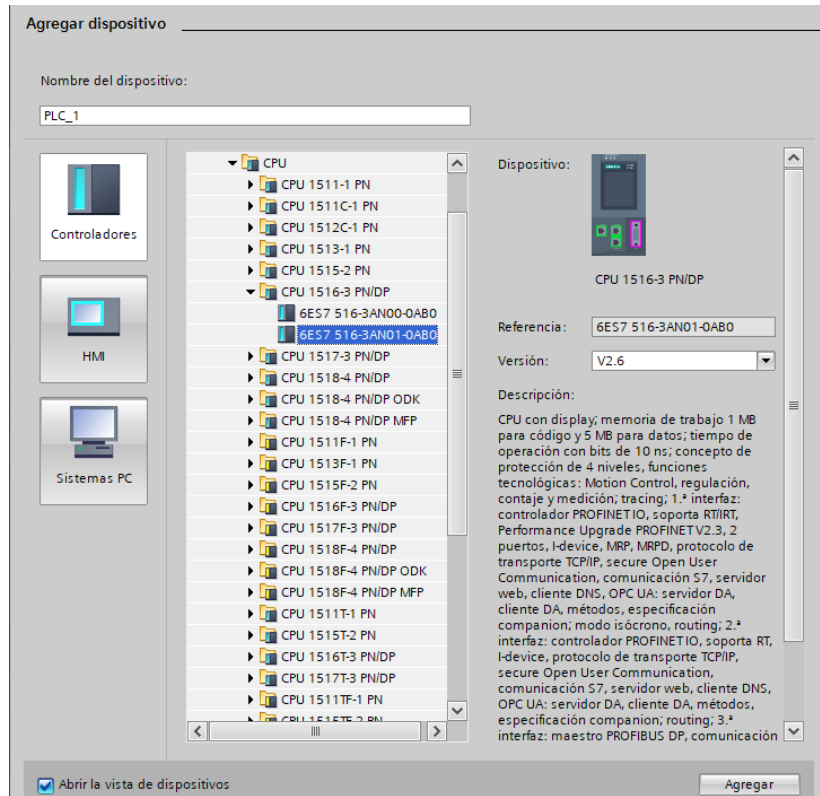 Agregar dispositivo
Nombre del dispositivo:
PLC_1
Controladores
HMI
Sistemas PC
CPU
CPU 1511-1 PN
CPU 1511C-1 PN
CPU 1512C-1 PN
CPU 1513-1 PN
CPU 1515-2 PN
CPU 1516-3 PN/DP
6ES7 516-3AN00-0AB0
6ES7 516-3AN01-0AB0
CPU 1517-3 PN/DP
CPU 1518-4 PN/DP
CPU 1518-4 PN/DP ODK
CPU 1518-4 PN/DP MFP
CPU 1511F-1 PN
CPU 1513F-1 PN
CPU 1515F-2 PN
CPU 1516F-3 PN/DP
CPU 1517F-3 PN/DP
CPU 1518F-4 PN/DP
CPU 1518F-4 PN/DP ODK
CPU 1518F-4 PN/DP MFP
CPU 1511T-1 PN
CPU 1515T-2 PN
CPU 1516T-3 PN/DP
CPU 1517T-3 PN/DP
CPU 1511TF-1 PN
CPU 1515TF-2 PN
Dispositivo:
CPU 1516-3 PN/DP
Referencia: 6ES7 516-3AN01-0AB0
Versión: V2.6
Descripción:
CPU con display; memoria de trabajo 1 MB
para código y 5 MB para datos; tiempo de
operación con bits de 10 ns; concepto de
protección de 4 niveles, funciones
tecnológicas: Motion Control, regulación,
contaje y medición; tracing; 1.ª interfaz:
controlador PROFINET IO, soporta RT/IRT,
Performance Upgrade PROFINET V2.3, 2
puertos, I-device, MRP, MRPD, protocolo de
transporte TCP/IP, secure Open User
Communication, comunicación S7, servidor
web, cliente DNS, OPC UA: servidor DA,
cliente DA, métodos, especificación
companion; modo isócrono, routing; 2.ª
interfaz: controlador PROFINET IO, soporta RT,
I-device, protocolo de transporte TCP/IP,
secure Open User Communication,
comunicación S7, servidor web, cliente DNS,
OPC UA: servidor DA, cliente DA, métodos,
especificación companion; routing; 3.ª
interfaz: maestro PROFIBUS DP, comunicación
Abrir la vista de dispositivos
Agregar